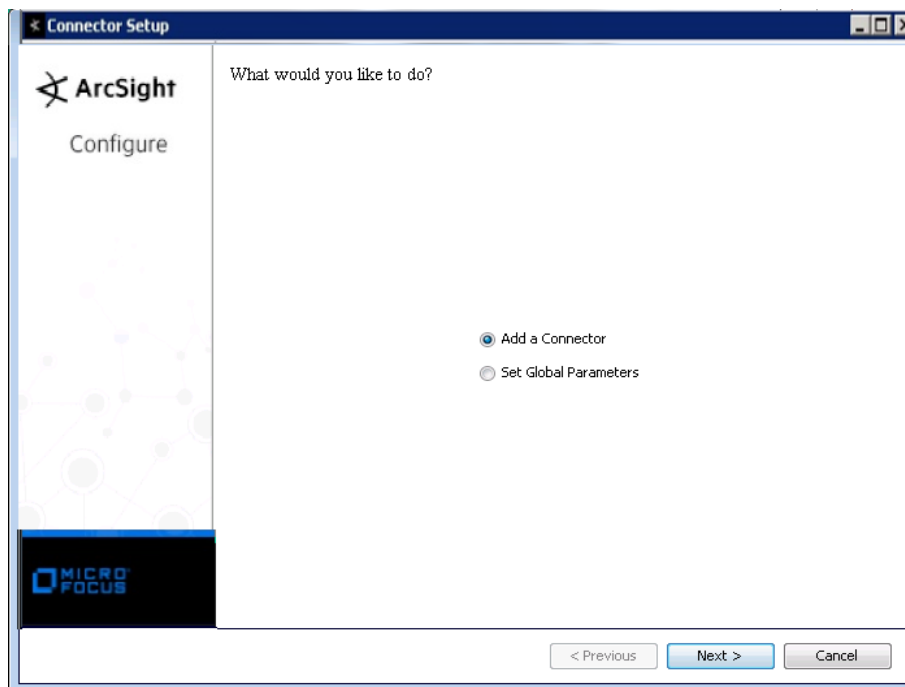 Connector Setup
ArcSight
Configure
What would you like to do?
Add a Connector
Set Global Parameters
MICRO
FOCUS
< Previous
Next >
Cancel